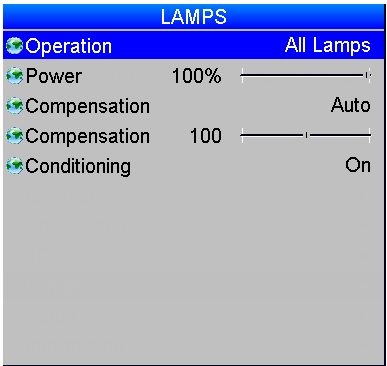 LAMPS
Operation All Lamps
Power 100%
Compensation Auto
Compensation 100
Conditioning On